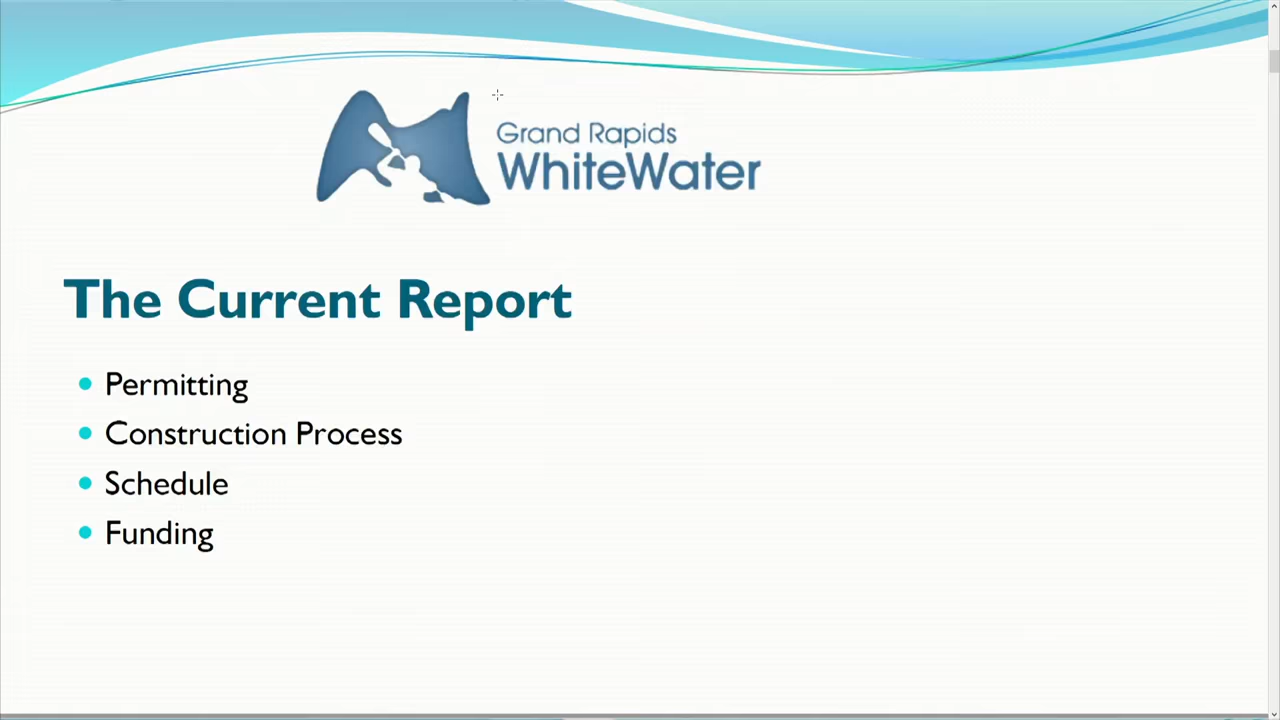 Grand Rapids
WhiteWater
The Current Report
Permitting
Construction Process
Schedule
Funding